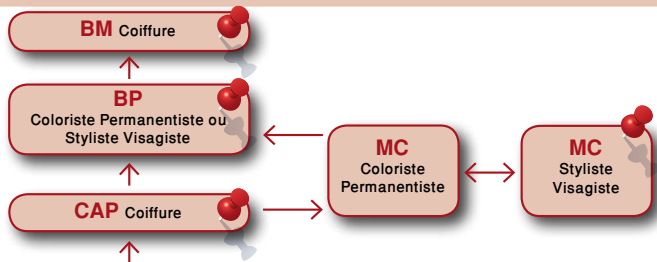 BM Coiffure
BP
Coloriste Permanentiste ou
Styliste Visagiste
MC
Coloriste
Permanentiste
MC
Styliste
Visagiste
CAP Coiffure